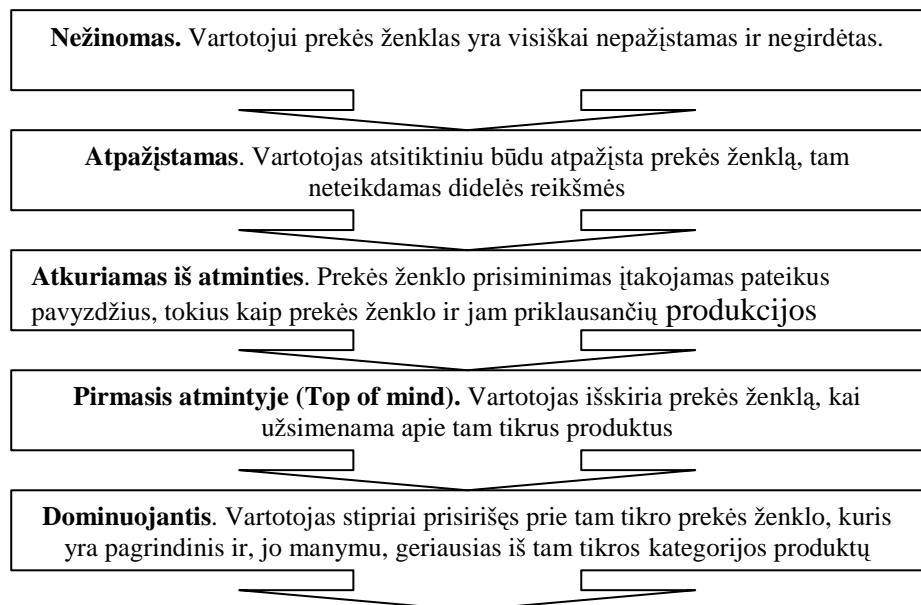 Nežinomas. Vartotojui prekės ženklas yra visiškai nepažįstamas ir negirdėtas.
Atpažįstamas. Vartotojas atsitiktiniu būdu atpažįsta prekės ženklą, tam
neteikdamas didelės reikšmės
Atkuriamas iš atminties. Prekės ženklo prisiminimas įtakojamas pateikus
pavyzdžius, tokius kaip prekės ženklo ir jam priklausančių produkcijos
Pirmasis atmintyje (Top of mind). Vartotojas išskiria prekės ženklą, kai
užsimenama apie tam tikrus produktus
Dominuojantis. Vartotojas stipriai prisirišęs prie tam tikro prekės ženklo, kuris
yra pagrindinis ir, jo manymu, geriausias iš tam tikros kategorijos produktų